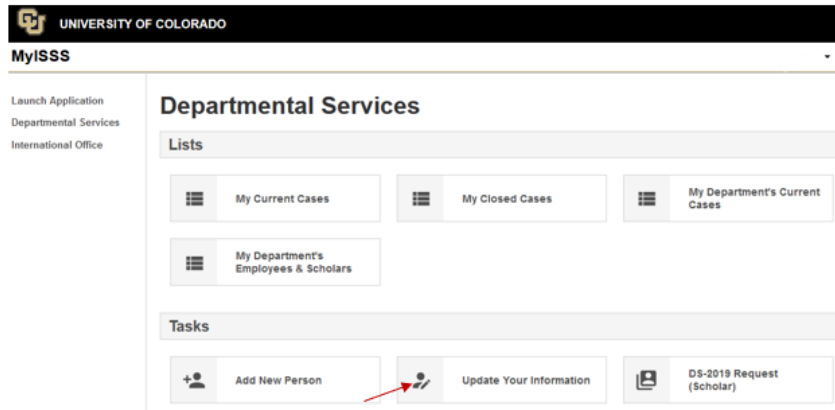 CU
UNIVERSITY OF COLORADO
MyISSS
Launch Application
Departmental Services
International Office
Departmental Services
Lists
My Current Cases
My Closed Cases
My Department's Current
Cases
My Department's
Employees & Scholars
Tasks
Add New Person
Update Your Information
DS-2019 Request
(Scholar)